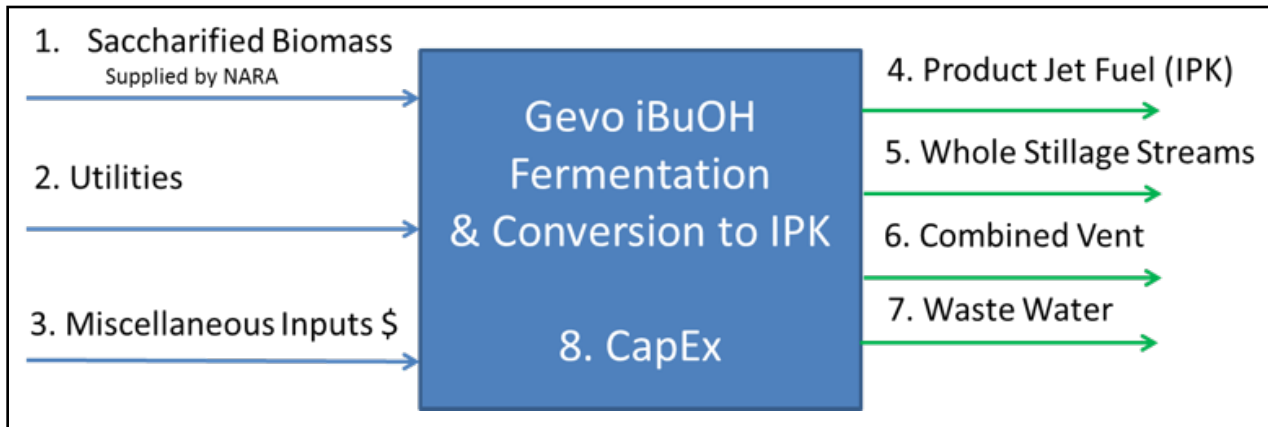 1. Saccharified Biomass
Supplied by NARA
2. Utilities
3. Miscellaneous Inputs $
Gevo iBuOH
Fermentation
& Conversion to IPK
8. CapEx
4. Product Jet Fuel (IPK)
5. Whole Stillage Streams
6. Combined Vent
7. Waste Water